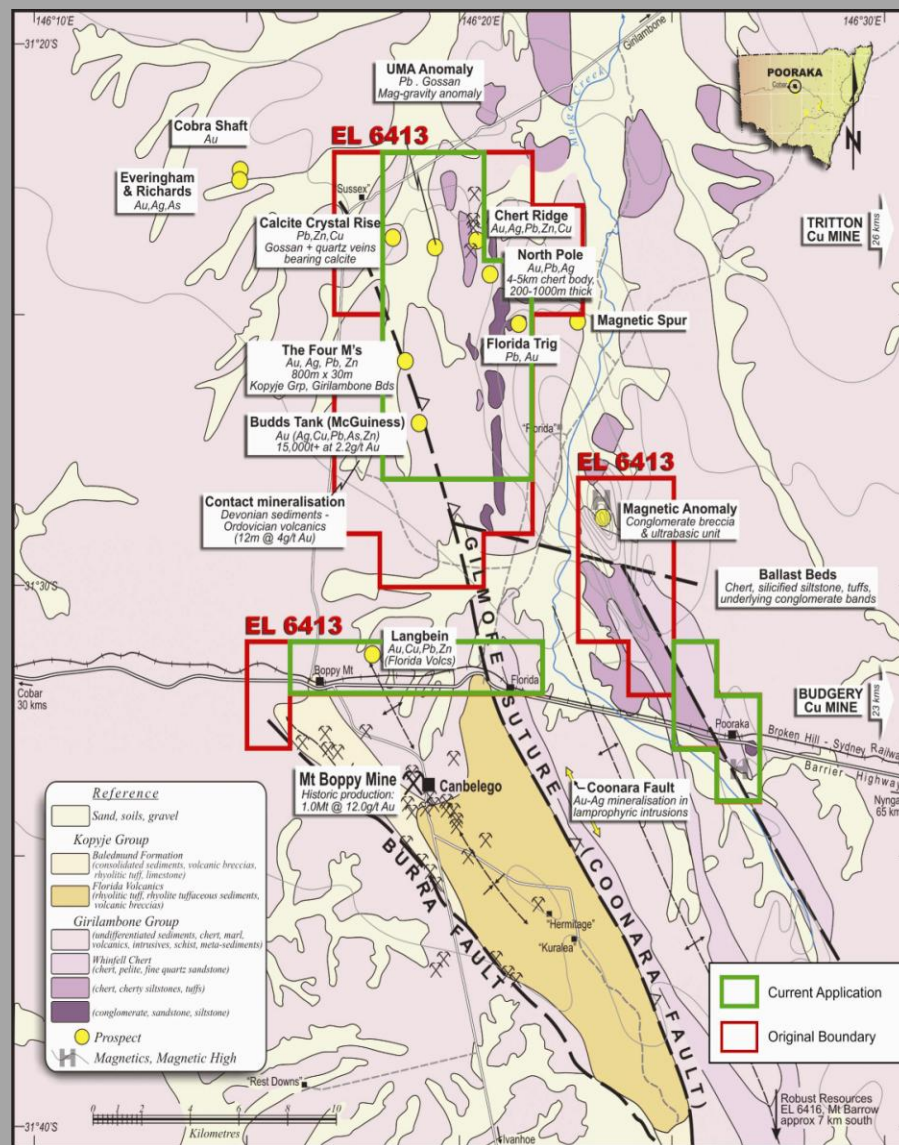 146°10'E
146°20'E
146°30'E
31°20'S
Girilambone
Mulga Creek
UMA Anomaly
Pb . Gossan
Mag-gravity anomaly
POORAKA
Cobar
N
Cobra Shaft
Au
EL 6413
Everingham
& Richards
Au,Ag,As
"Sussex"
Calcite Crystal Rise
Pb,Zn,Cu
Gossan + quartz veins
bearing calcite
Chert Ridge
Au,Ag,Pb,Zn,Cu
North Pole
Au,Pb,Ag
4-5km chert body,
200-1000m thick
TRITTON
Cu MINE
26 kms
Magnetic Spur
Florida Trig
Pb, Au
The Four M's
Au, Ag, Pb, Zn
800m x 30m
Kopyje Grp, Girilambone Bds
Budds Tank (McGuiness)
Au (Ag,Cu,Pb,As,Zn)
15,000t+ at 2.2g/t Au
"Florida"
EL 6413
Contact mineralisation
Devonian sediments -
Ordovician volcanics
(12m @ 4g/t Au)
H
Magnetic Anomaly
Conglomerate breccia
& ultrabasic unit
31°30'S
Ballast Beds
Chert, silicified siltstone, tuffs,
underlying conglomerate bands
EL 6413
Langbein
Au,Cu,Pb,Zn
(Florida Volcs)
GILMORE SUTURE (COONARA FAULT)
Cobar
30 kms
Boppy Mt
Florida
BUDGERY
Cu MINE
23 kms
Pooraka
Broken Hill - Sydney Railway
Barrier Highway
H
Nynga
65 km
Mt Boppy Mine
Historic production:
1.0Mt @ 12.0g/t Au
Canbelego
Coonara Fault
Au-Ag mineralisation in
lamprophyric intrusions
BURRA FAULT
"Hermitage"
"Kuralea"
Reference
Sand, soils, gravel
Kopyje Group
Baledmund Formation
(consolidated sediments, volcanic breccias,
rhyolitic tuff, limestone)
Florida Volcanics
(rhyolitic tuff, rhyolite tuffaceous sediments,
volcanic breccias)
Girilambone Group
(undifferentiated sediments, chert, marl,
volcanics, intrusives, schist, meta-sediments)
Whinfell Chert
(chert, pelite, fine quartz sandstone)
(chert, cherty siltstones, tuffs)
(conglomerate, sandstone, siltstone)
Prospect
H Magnetics, Magnetic High
Current Application
Original Boundary
"Rest Downs"
0 2 4 6 8 10
Kilometres
31°40'S
Ivanhoe
Robust Resources
EL 6416, Mt Barrow
approx 7 km south